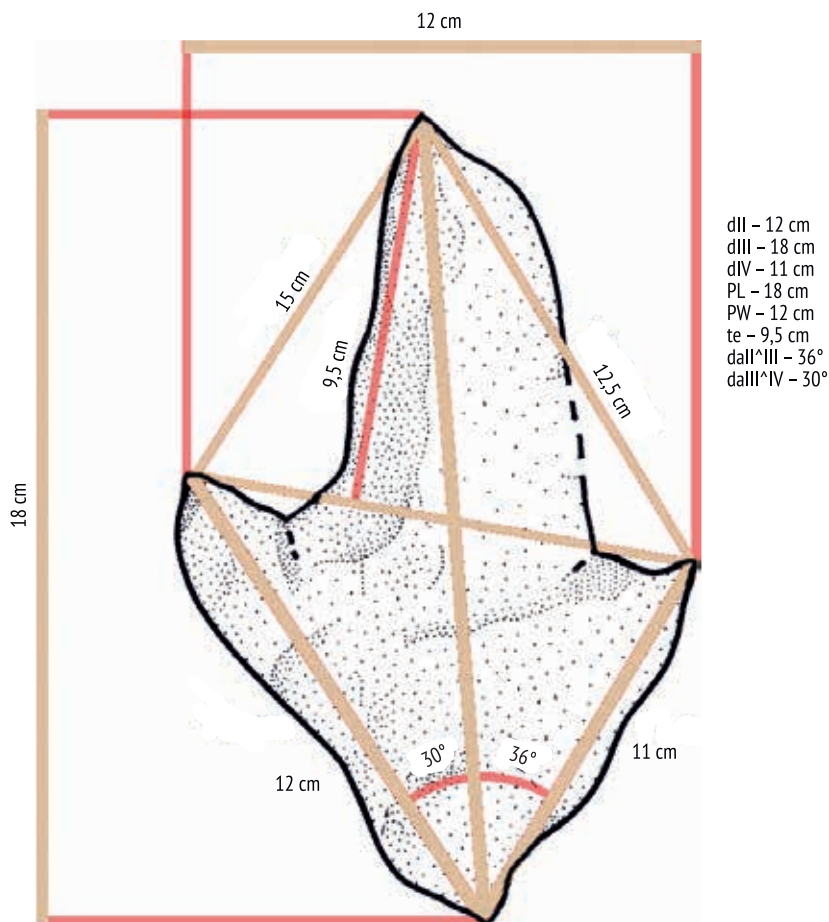 12 cm
15 cm
9,5 cm
12,5 cm
18 cm
dII – 12 cm
dIII – 18 cm
dIV – 11 cm
PL – 18 cm
PW – 12 cm
te – 9,5 cm
daII^III – 36°
daIII^IV – 30°
30°
36°
12 cm
11 cm